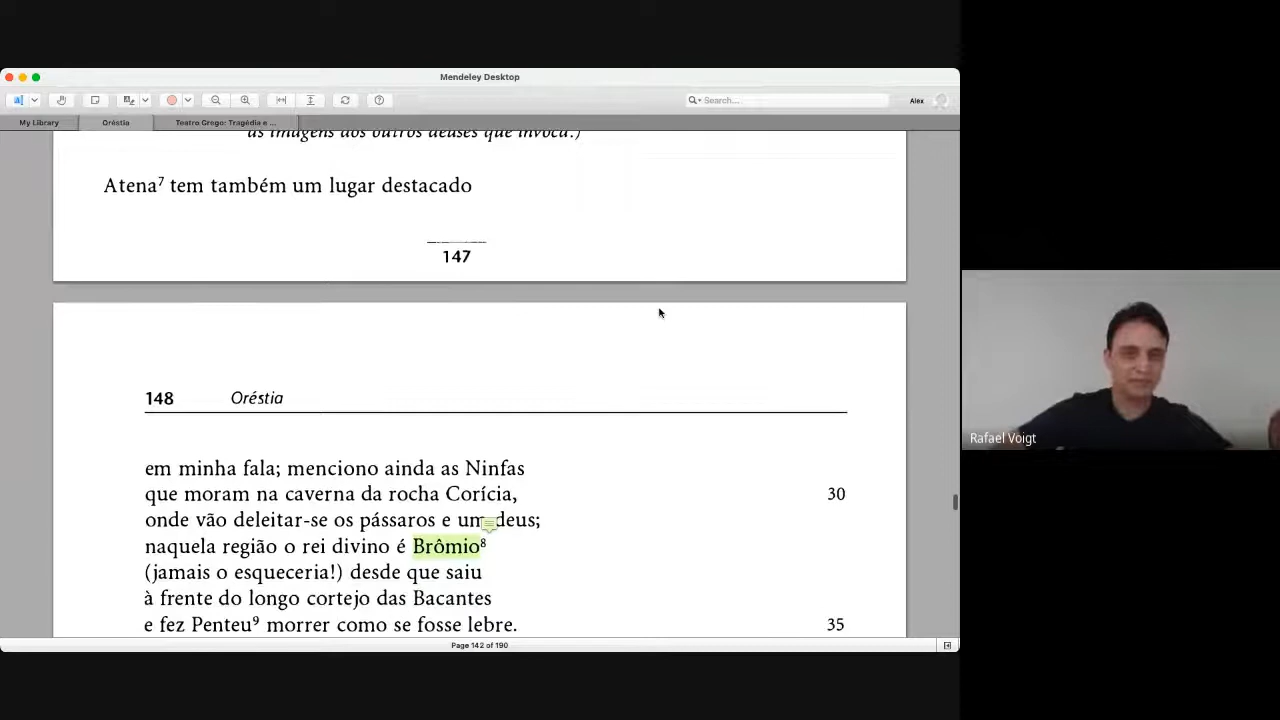 Mendeley Desktop
Search...
Alex
My Library
Oréstia
Teatro Grego: Tragédia e ...
as imagens dos outros deuses que invoca.)
Atena⁷ tem também um lugar destacado
147
148 Oréstia
em minha fala; menciono ainda as Ninfas
que moram na caverna da rocha Corícia, 30
onde vão deleitar-se os pássaros e um deus;
naquela região o rei divino é Brômio⁸
(jamais o esqueceria!) desde que saiu
à frente do longo cortejo das Bacantes
e fez Penteu⁹ morrer como se fosse lebre. 35
Page 142 of 190
Rafael Voigt